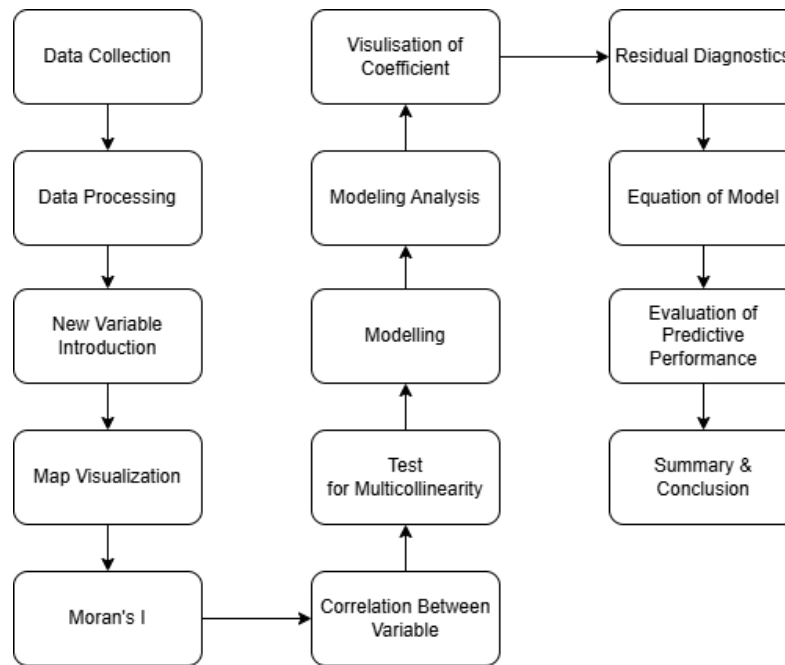 Data Collection
Data Processing
New Variable
Introduction
Map Visualization
Moran's I
Correlation Between
Variable
Test
for Multicollinearity
Modelling
Modeling Analysis
Visulisation of
Coefficient
Residual Diagnostics
Equation of Model
Evaluation of
Predictive
Performance
Summary &
Conclusion